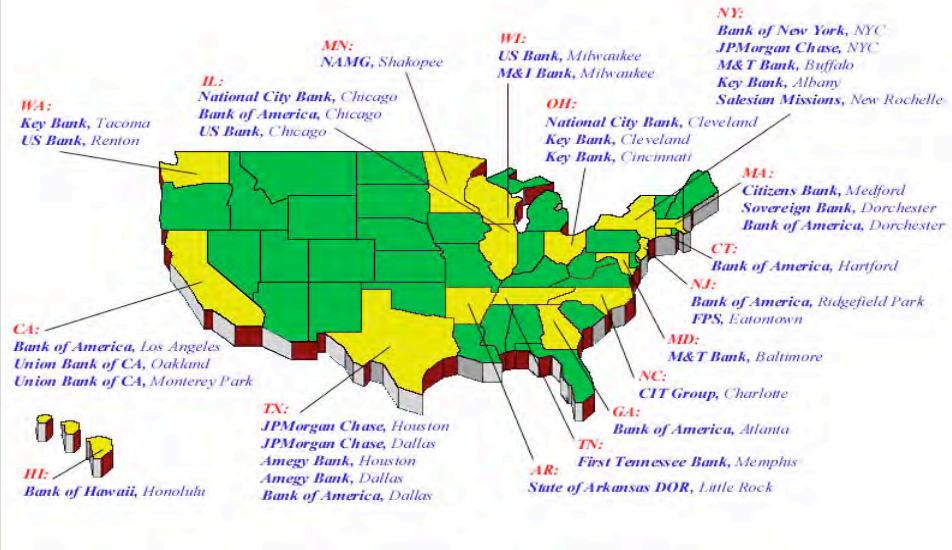 NY:
Bank of New York, NYC
JPMorgan Chase, NYC
M&T Bank, Buffalo
Key Bank, Albany
Salesian Missions, New Rochelle
WI:
US Bank, Milwaukee
M&I Bank, Milwaukee
MN:
NAMG, Shakopee
IL:
National City Bank, Chicago
Bank of America, Chicago
US Bank, Chicago
WA:
Key Bank, Tacoma
US Bank, Renton
OH:
National City Bank, Cleveland
Key Bank, Cleveland
Key Bank, Cincinnati
MA:
Citizens Bank, Medford
Sovereign Bank, Dorchester
Bank of America, Dorchester
CT:
Bank of America, Hartford
NJ:
Bank of America, Ridgefield Park
FPS, Eatontown
MD:
M&T Bank, Baltimore
NC:
CIT Group, Charlotte
GA:
Bank of America, Atlanta
TN:
First Tennessee Bank, Memphis
AR:
State of Arkansas DOR, Little Rock
CA:
Bank of America, Los Angeles
Union Bank of CA, Oakland
Union Bank of CA, Monterey Park
TX:
JPMorgan Chase, Houston
JPMorgan Chase, Dallas
Amegy Bank, Houston
Amegy Bank, Dallas
Bank of America, Dallas
HI:
Bank of Hawaii, Honolulu